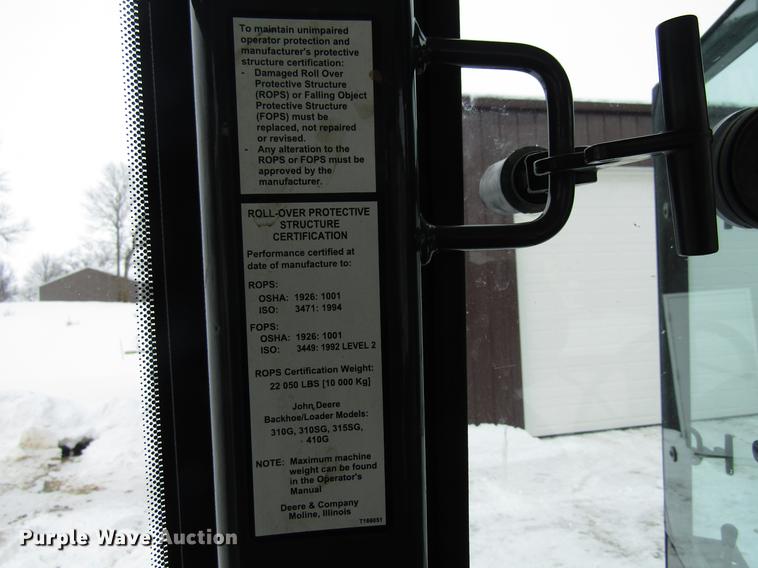 To maintain unimpaired
operator protection and
manufacturer's protective
structure certification:
- Damaged Roll Over
Protective Structure
(ROPS) or Falling Object
Protective Structure
(FOPS) must be
replaced, not repaired
or revised.
- Any alteration to the
ROPS or FOPS must be
approved by the
manufacturer.
ROLL-OVER PROTECTIVE
STRUCTURE
CERTIFICATION
Performance certified at
date of manufacture to:
ROPS:
OSHA: 1926: 1001
ISO: 3471: 1994
FOPS:
OSHA: 1926: 1001
ISO: 3449: 1992 LEVEL 2
ROPS Certification Weight:
22 050 LBS [10 000 Kg]
John Deere
Backhoe/Loader Models:
310G, 310SG, 315SG,
410G
NOTE: Maximum machine
weight can be found
in the Operator's
Manual
Deere & Company
Moline, Illinois
T166051
Purple Wave Auction